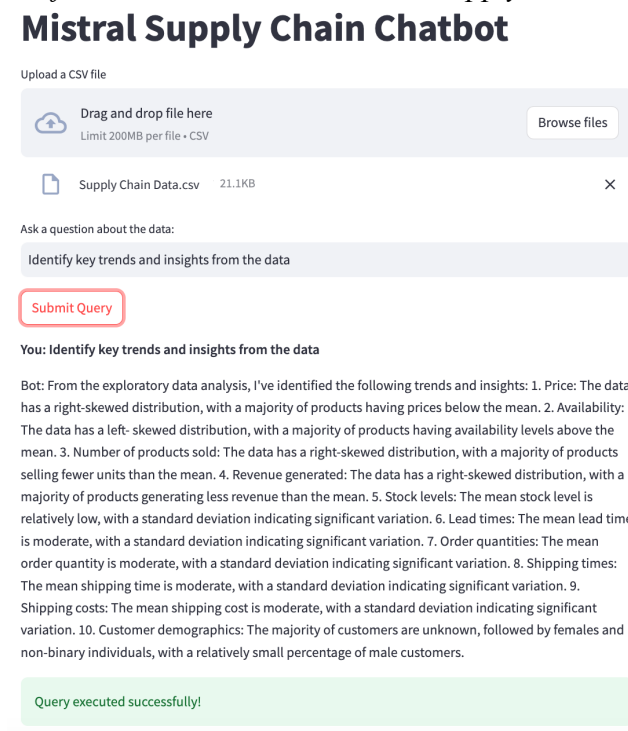 Mistral Supply Chain Chatbot
Upload a CSV file
Drag and drop file here
Limit 200MB per file • CSV
Browse files
Supply Chain Data.csv 21.1KB
Ask a question about the data:
Identify key trends and insights from the data
Submit Query
You: Identify key trends and insights from the data
Bot: From the exploratory data analysis, I've identified the following trends and insights: 1. Price: The data
has a right-skewed distribution, with a majority of products having prices below the mean. 2. Availability:
The data has a left- skewed distribution, with a majority of products having availability levels above the
mean. 3. Number of products sold: The data has a right-skewed distribution, with a majority of products
selling fewer units than the mean. 4. Revenue generated: The data has a right-skewed distribution, with a
majority of products generating less revenue than the mean. 5. Stock levels: The mean stock level is
relatively low, with a standard deviation indicating significant variation. 6. Lead times: The mean lead time
is moderate, with a standard deviation indicating significant variation. 7. Order quantities: The mean
order quantity is moderate, with a standard deviation indicating significant variation. 8. Shipping times:
The mean shipping time is moderate, with a standard deviation indicating significant variation. 9.
Shipping costs: The mean shipping cost is moderate, with a standard deviation indicating significant
variation. 10. Customer demographics: The majority of customers are unknown, followed by females and
non-binary individuals, with a relatively small percentage of male customers.
Query executed successfully!